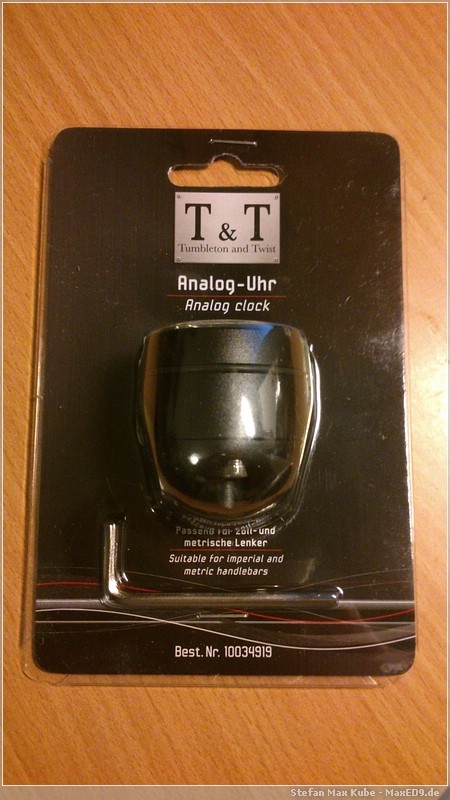 T & T
Tumbleton and Twist
Analog-Uhr
Analog clock
Passend für Zoll- und
metrische Lenker
Suitable for imperial and
metric handlebars
Best. Nr. 10034919
Stefan Max Kube - MaxED9.de